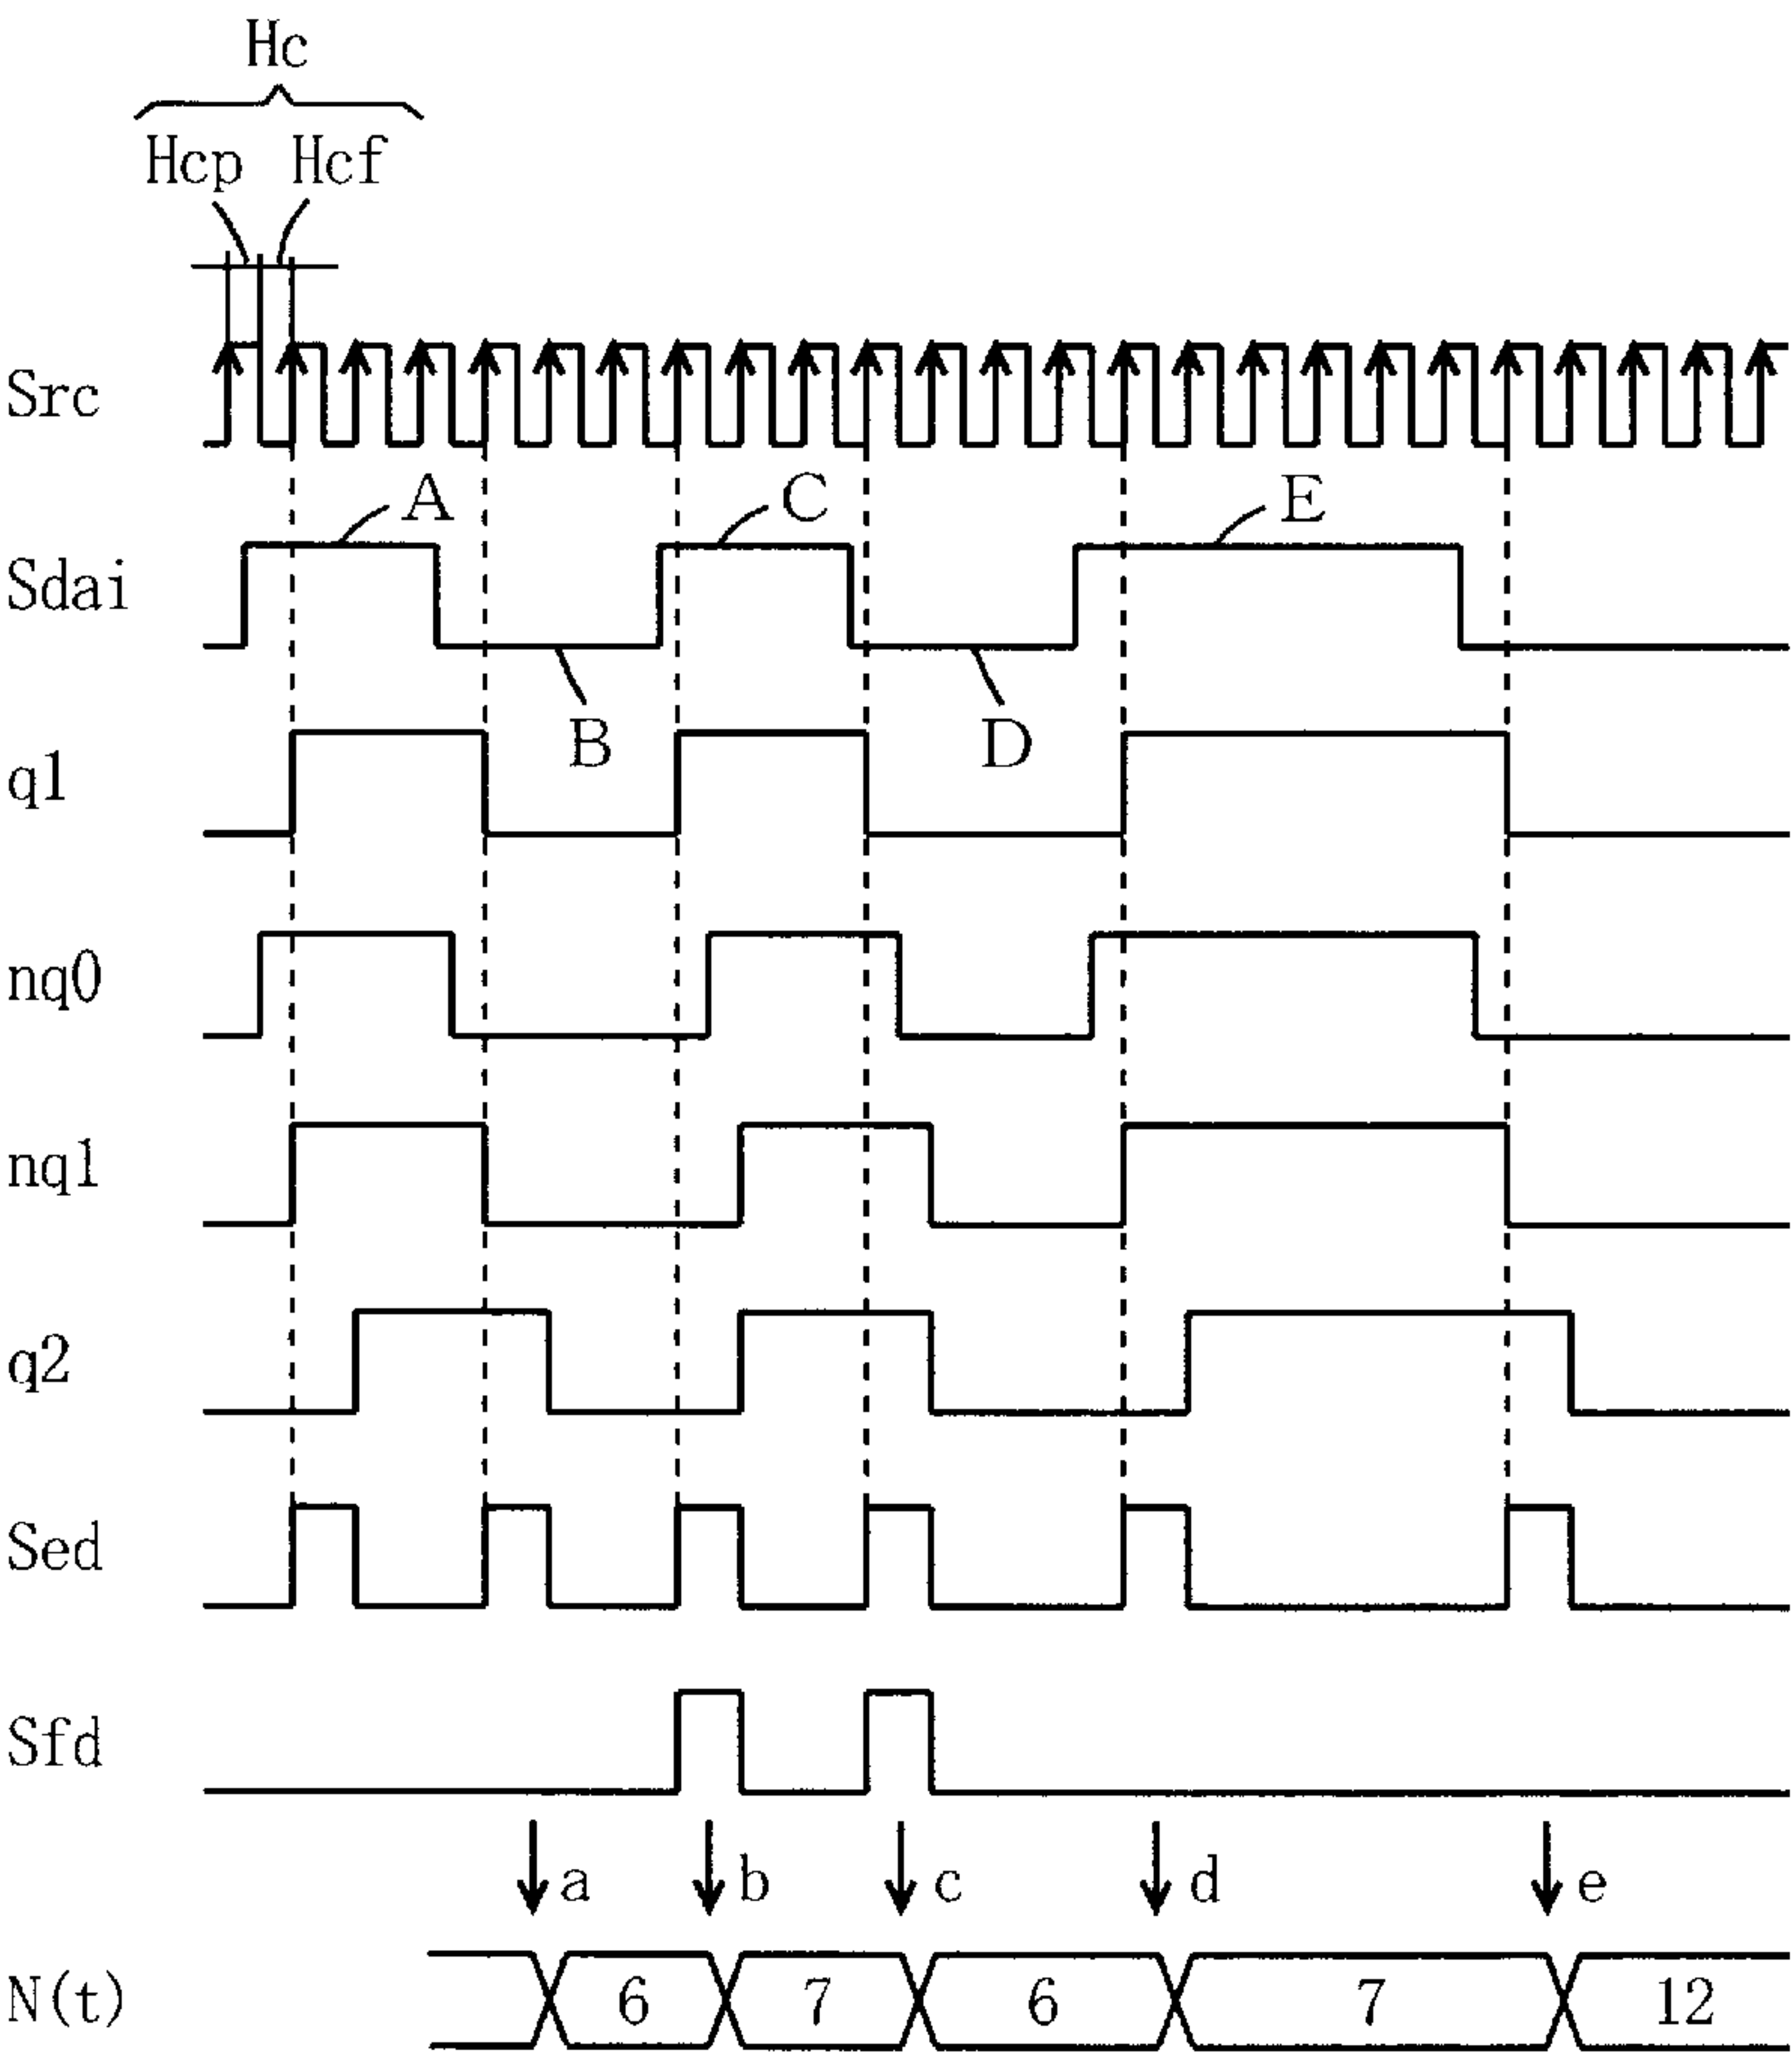 Hc
Hcp Hcf
Src
A C E
Sdai
B D
q1
nq0
nq1
q2
Sed
Sfd
a b c d e
N(t) 6 7 6 7 12